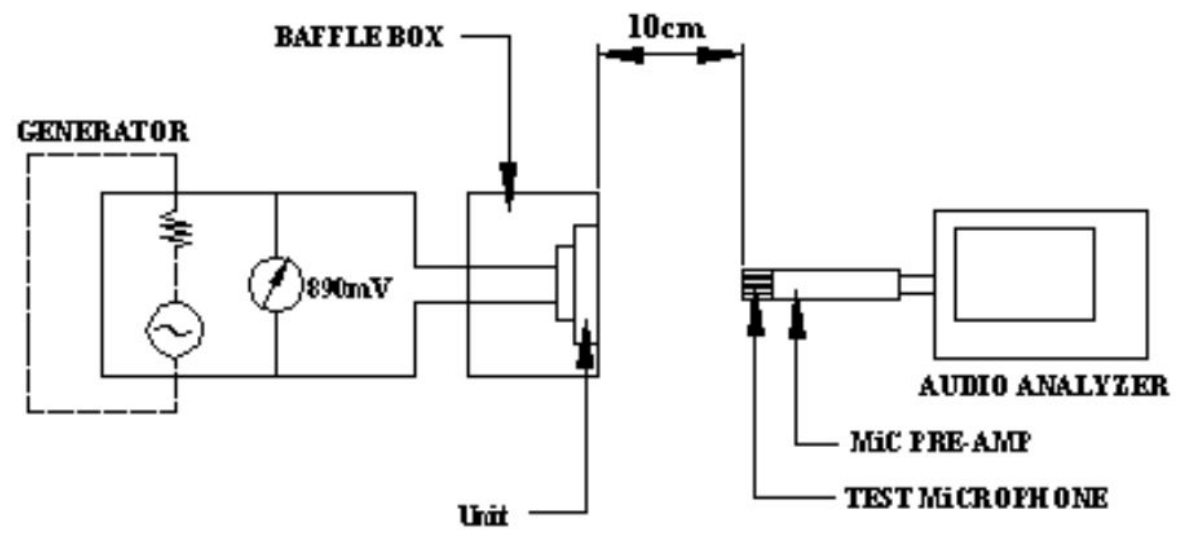 10cm
BAFFLE BOX
GENERATOR
890mV
AUDIO ANALYZER
MiC PRE-AMP
TEST MiCROPHONE
Unit